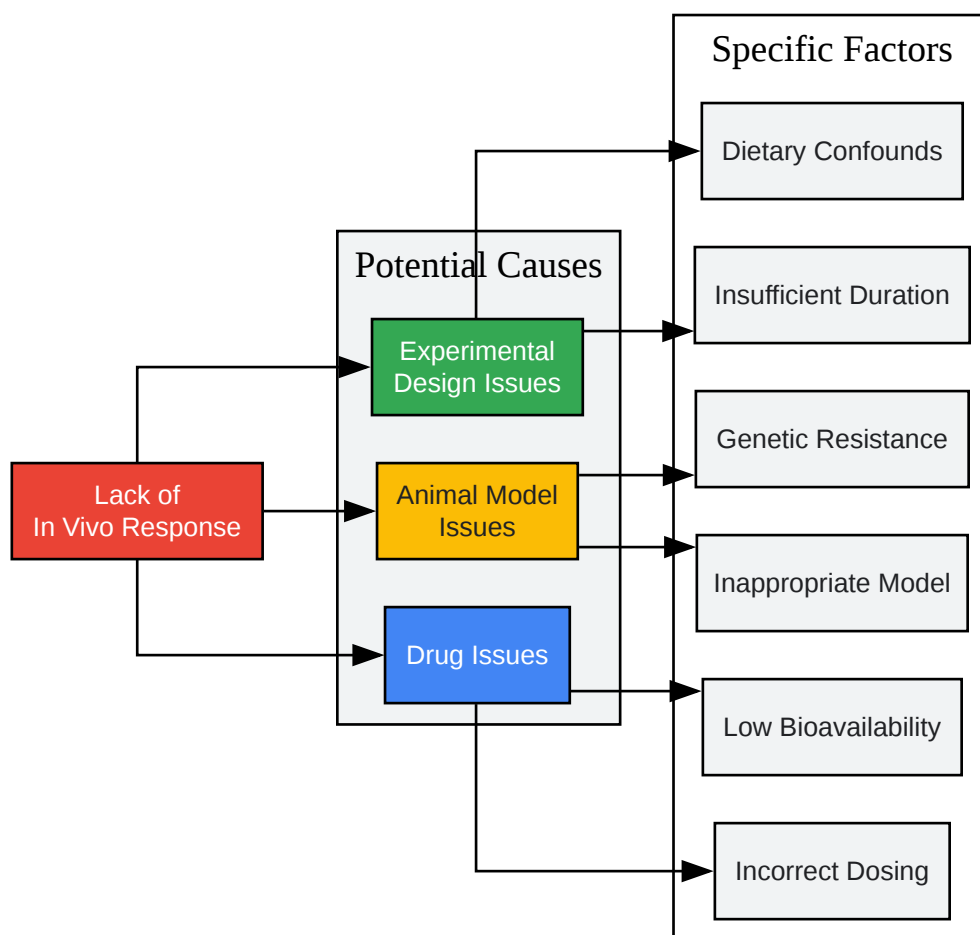 Specific Factors
Dietary Confounds
Potential Causes
Insufficient Duration
Experimental
Design Issues
Genetic Resistance
Lack of
In Vivo Response
Animal Model
Issues
Inappropriate Model
Drug Issues
Low Bioavailability
Incorrect Dosing